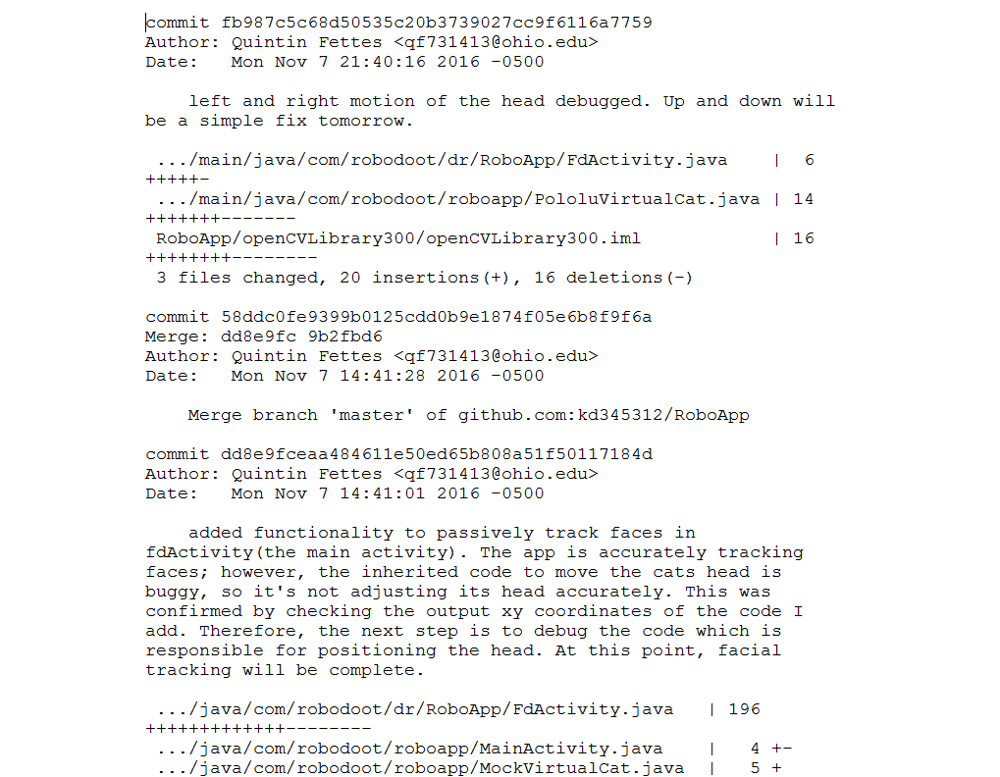 commit fb987c5c68d50535c20b3739027cc9f6116a7759
Author: Quintin Fettes <qf731413@ohio.edu>
Date:   Mon Nov 7 21:40:16 2016 -0500

    left and right motion of the head debugged. Up and down will
be a simple fix tomorrow.

 .../main/java/com/robodoot/dr/RoboApp/FdActivity.java    |  6
+++++-
 .../main/java/com/robodoot/roboapp/PololuVirtualCat.java | 14
+++++++-------
 RoboApp/openCVLibrary300/openCVLibrary300.iml            | 16
++++++++--------
 3 files changed, 20 insertions(+), 16 deletions(-)

commit 58ddc0fe9399b0125cdd0b9e1874f05e6b8f9f6a
Merge: dd8e9fc 9b2fbd6
Author: Quintin Fettes <qf731413@ohio.edu>
Date:   Mon Nov 7 14:41:28 2016 -0500

    Merge branch 'master' of github.com:kd345312/RoboApp

commit dd8e9fceaa484611e50ed65b808a51f50117184d
Author: Quintin Fettes <qf731413@ohio.edu>
Date:   Mon Nov 7 14:41:01 2016 -0500

    added functionality to passively track faces in
fdActivity(the main activity). The app is accurately tracking
faces; however, the inherited code to move the cats head is
buggy, so it's not adjusting its head accurately. This was
confirmed by checking the output xy coordinates of the code I
add. Therefore, the next step is to debug the code which is
responsible for positioning the head. At this point, facial
tracking will be complete.

 .../java/com/robodoot/dr/RoboApp/FdActivity.java   | 196
+++++++++++++--------
 .../java/com/robodoot/roboapp/MainActivity.java    |   4 +-
 .../java/com/robodoot/roboapp/MockVirtualCat.java  |   5 +